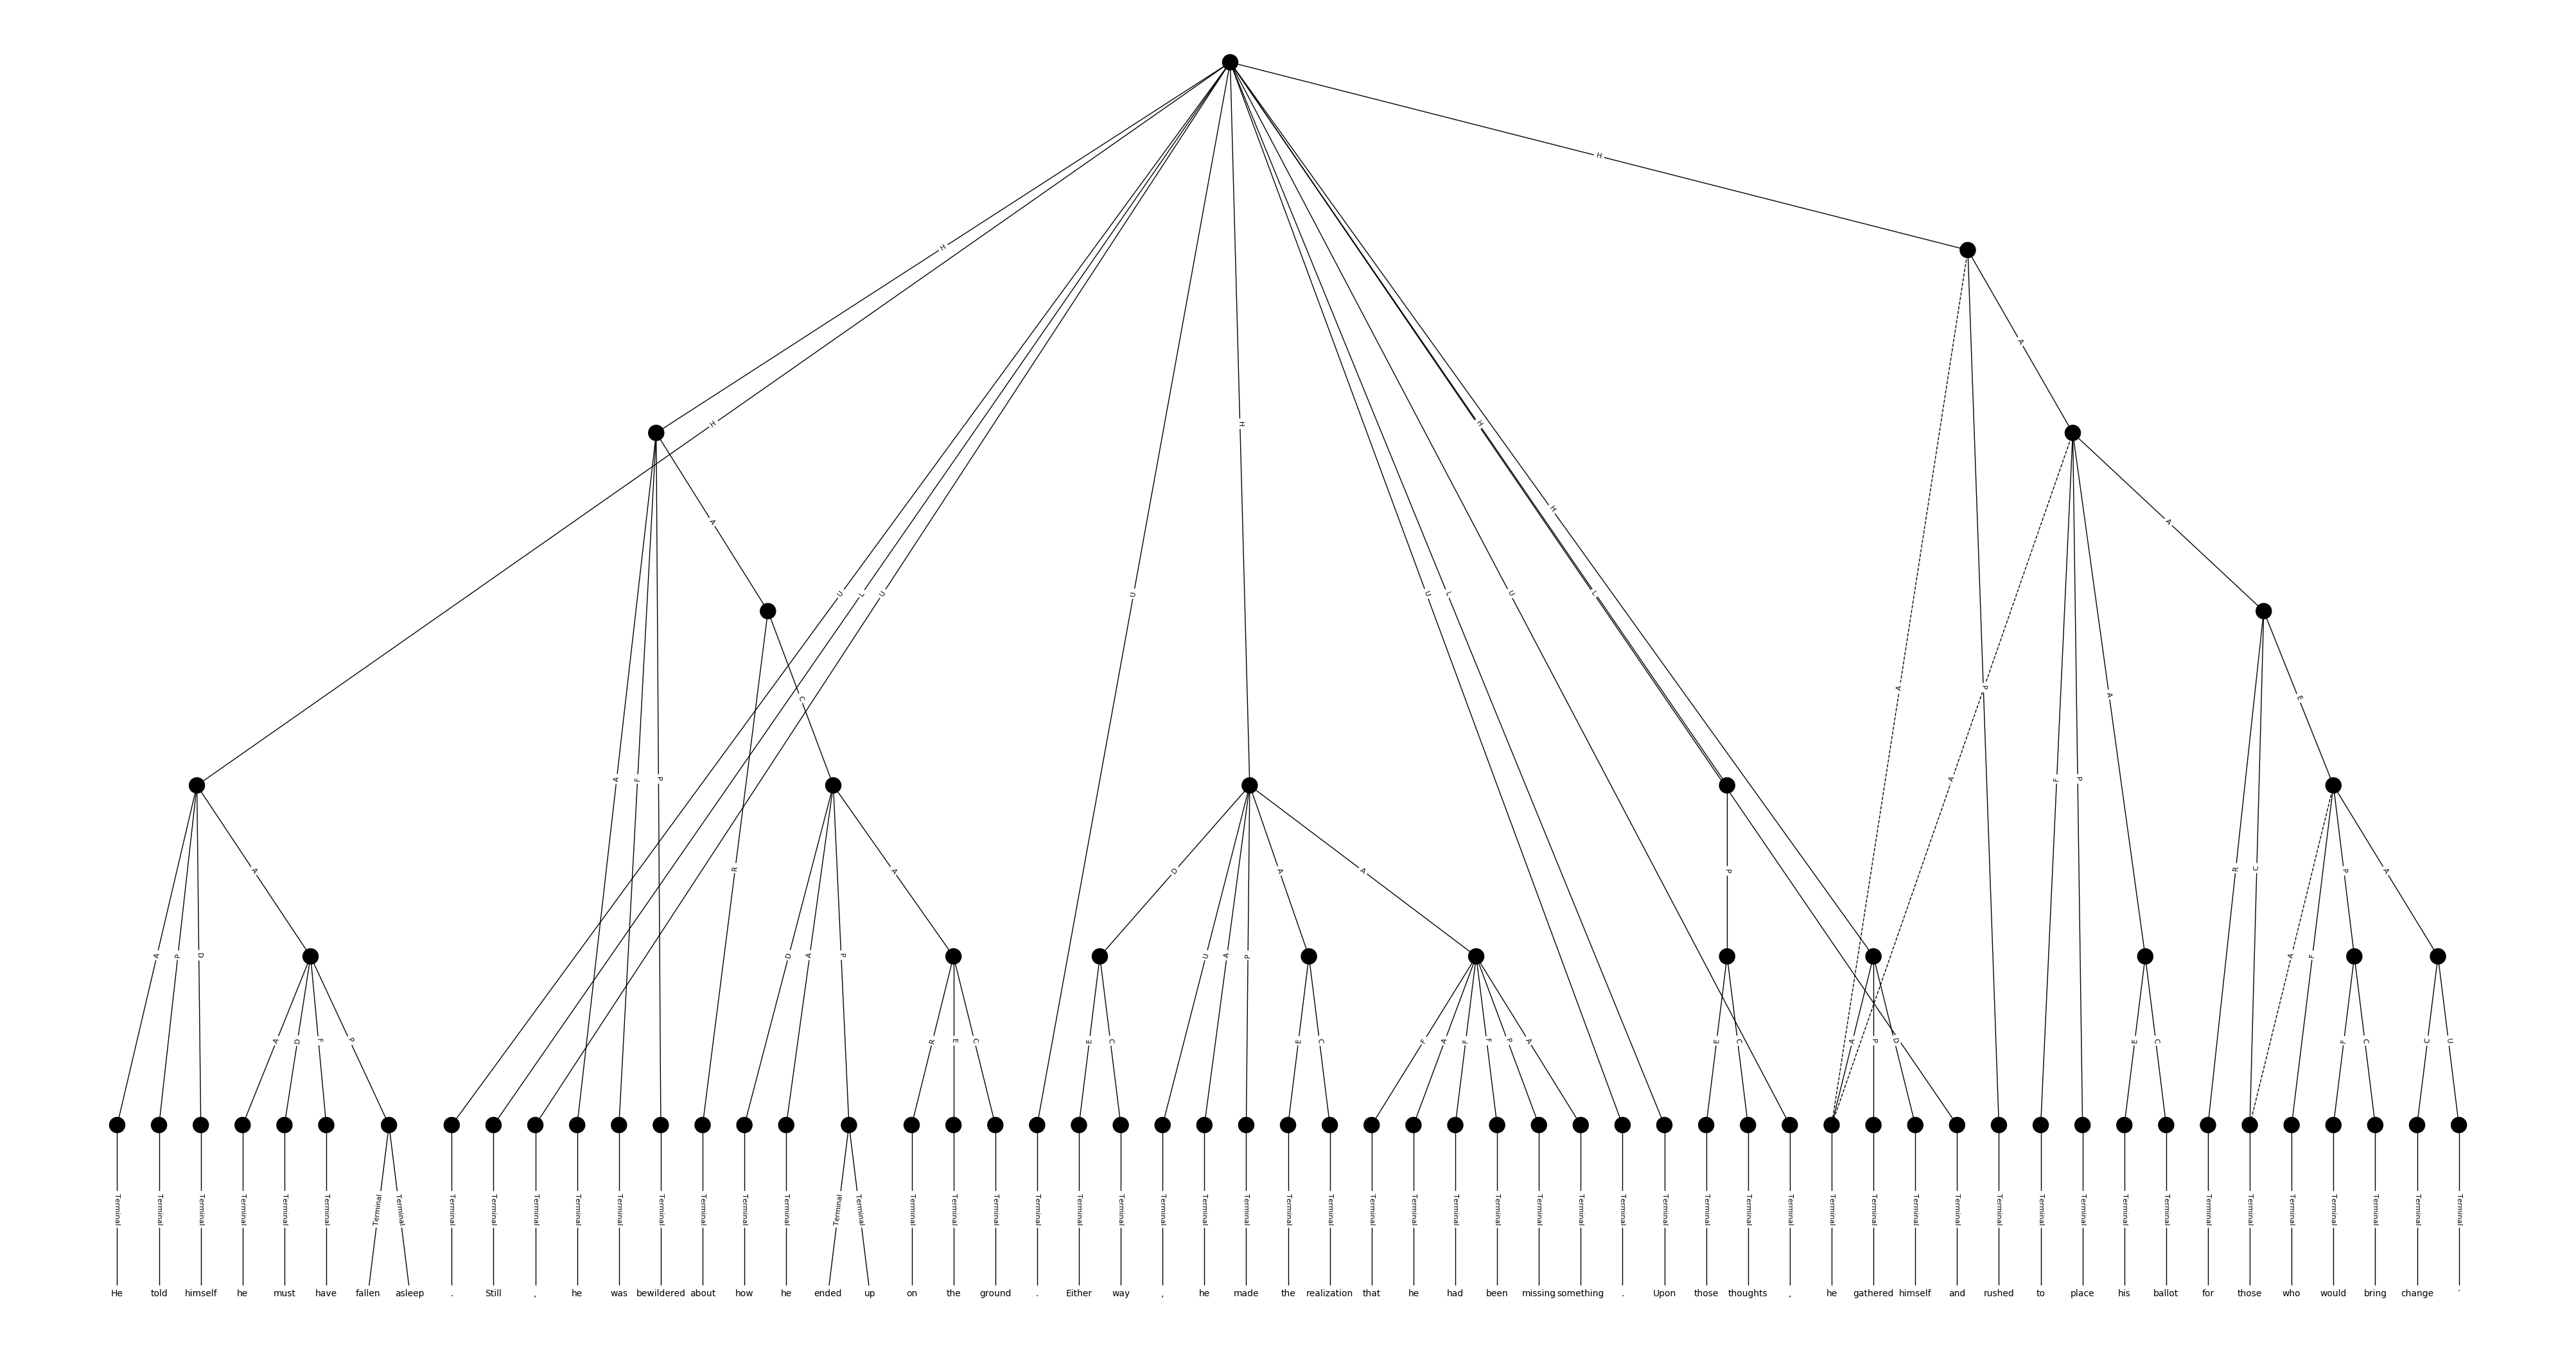 H
H
A
H H H
H
A A
U L U U U L U L
A P
C A E
A F P A F P
A R A D A A P R C P A
A P D D A P U A P A F
A D F P R E C E C E C F A F F P A E C A P D E C F C C U
Terminal Terminal Terminal Terminal Terminal Terminal Terminal Terminal Terminal Terminal Terminal Terminal Terminal Terminal Terminal Terminal Terminal Terminal Terminal Terminal Terminal Terminal Terminal Terminal Terminal Terminal Terminal Terminal Terminal Terminal Terminal Terminal Terminal Terminal Terminal Terminal Terminal Terminal Terminal Terminal Terminal Terminal Terminal Terminal Terminal Terminal Terminal Terminal Terminal Terminal Terminal Terminal Terminal Terminal Terminal Terminal Terminal
He told himself he must have fallen asleep . Still , he was bewildered about how he ended up on the ground . Either way , he made the realization that he had been missing something . Upon those thoughts , he gathered himself and rushed to place his ballot for those who would bring change .